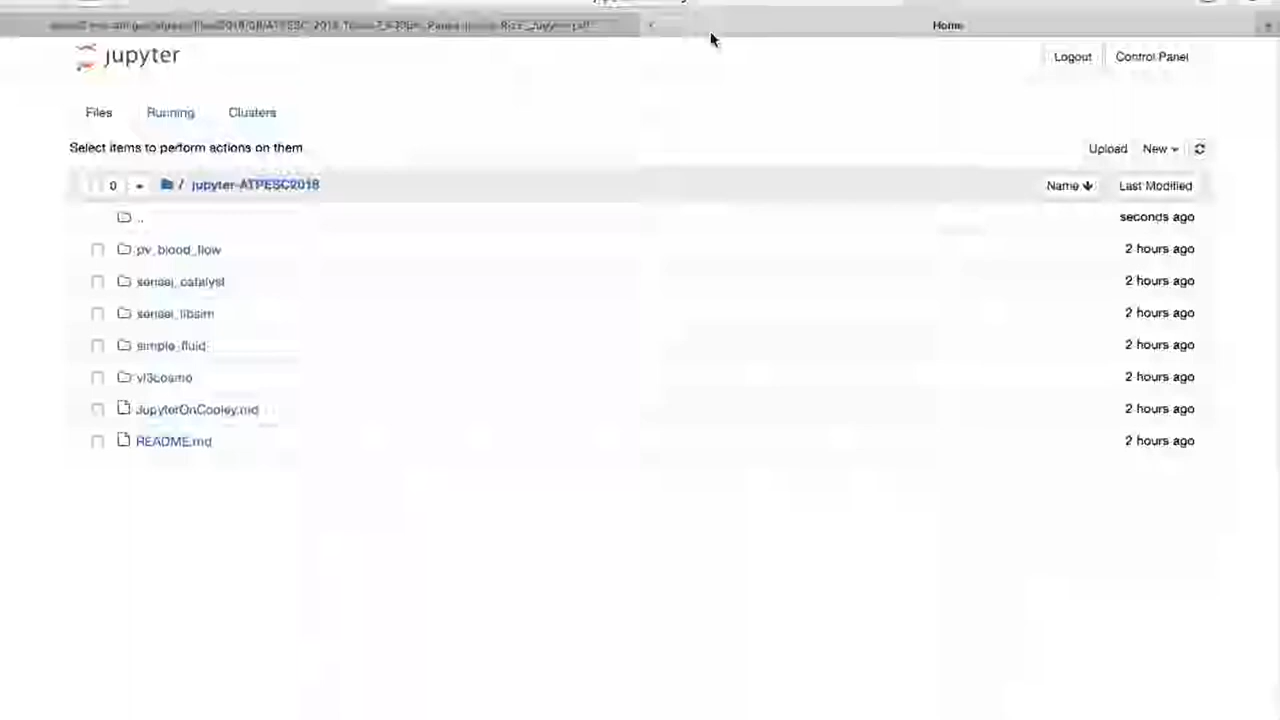 Home
jupyter
Logout
Control Panel
Files
Running
Clusters
Select items to perform actions on them
Upload
New
0
/ jupyter-ATPESC2018
Name
Last Modified
..
seconds ago
pv_blood_flow
2 hours ago
sensei_catalyst
2 hours ago
sensei_libsim
2 hours ago
simple_fluid
2 hours ago
vl3cosmo
2 hours ago
JupyterOnCooley.md
2 hours ago
README.md
2 hours ago